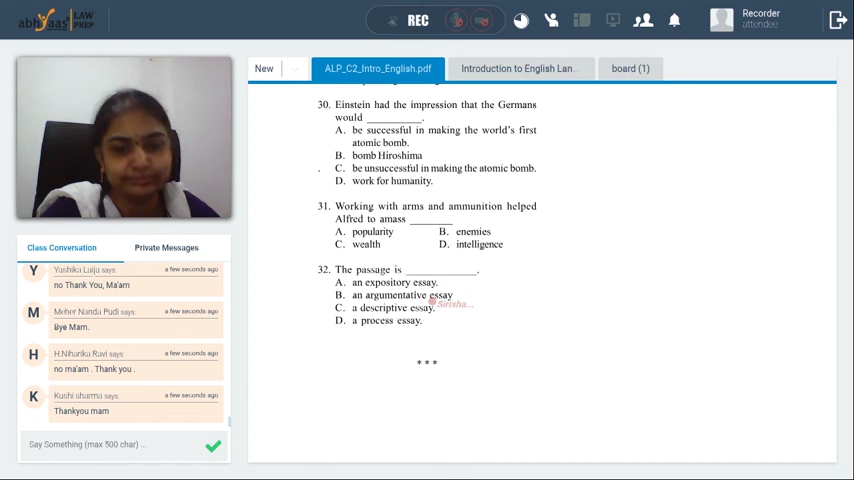 abhyaas LAW PREP
REC
Recorder
attendee
New
ALP_C2_Intro_English.pdf
Introduction to English Lan...
board (1)
Class Conversation
Private Messages
Y
Yashika Laija says:
a few seconds ago
no Thank You, Ma'am
M
Meher Nanda Pudi says:
a few seconds ago
Bye Mam.
H
H.Niharika Ravi says:
a few seconds ago
no ma'am . Thank you .
K
Kushi sharma says:
a few seconds ago
Thankyou mam
Say Something (max 500 char) ...
30. Einstein had the impression that the Germans
would __________.
A. be successful in making the world's first
atomic bomb.
B. bomb Hiroshima
C. be unsuccessful in making the atomic bomb.
D. work for humanity.
31. Working with arms and ammunition helped
Alfred to amass ________
A. popularity B. enemies
C. wealth D. intelligence
32. The passage is _____________.
A. an expository essay.
B. an argumentative essay
Sirisha...
C. a descriptive essay.
D. a process essay.
* * *